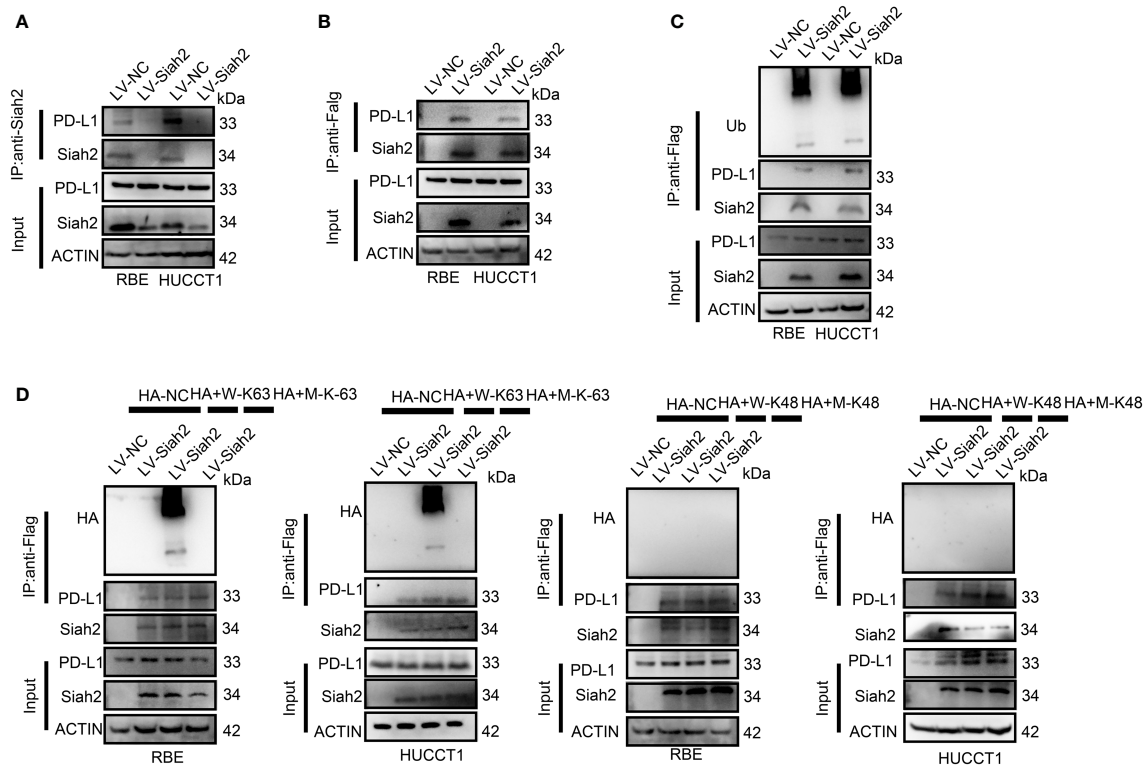 A
LV-NC LV-Siah2 LV-NC LV-Siah2
kDa
IP:anti-Siah2
PD-L1 33
Siah2 34
Input
PD-L1 33
Siah2 34
ACTIN 42
RBE HUCCT1
B
LV-NC LV-Siah2 LV-NC LV-Siah2
kDa
IP:anti-Falg
PD-L1 33
Siah2 34
Input
PD-L1 33
Siah2 34
ACTIN 42
RBE HUCCT1
C
LV-NC LV-Siah2 LV-NC LV-Siah2
kDa
IP:anti-Flag
Ub
PD-L1 33
Siah2 34
Input
PD-L1 33
Siah2 34
ACTIN 42
RBE HUCCT1
D
HA-NC HA+W-K63 HA+M-K-63
LV-NC LV-Siah2 LV-Siah2 LV-Siah2
kDa
IP:anti-Flag
HA
PD-L1 33
Siah2 34
Input
PD-L1 33
Siah2 34
ACTIN 42
RBE
HA-NC HA+W-K63 HA+M-K-63
LV-NC LV-Siah2 LV-Siah2 LV-Siah2
kDa
IP:anti-Flag
HA
PD-L1 33
Siah2 34
Input
PD-L1 33
Siah2 34
ACTIN 42
HUCCT1
HA-NC HA+W-K48 HA+M-K48
LV-NC LV-Siah2 LV-Siah2 LV-Siah2
kDa
IP:anti-Flag
HA
PD-L1 33
Siah2 34
Input
PD-L1 33
Siah2 34
ACTIN 42
RBE
HA-NC HA+W-K48 HA+M-K48
LV-NC LV-Siah2 LV-Siah2 LV-Siah2
kDa
IP:anti-Flag
HA
PD-L1 33
Siah2 34
Input
PD-L1 33
Siah2 34
ACTIN 42
HUCCT1